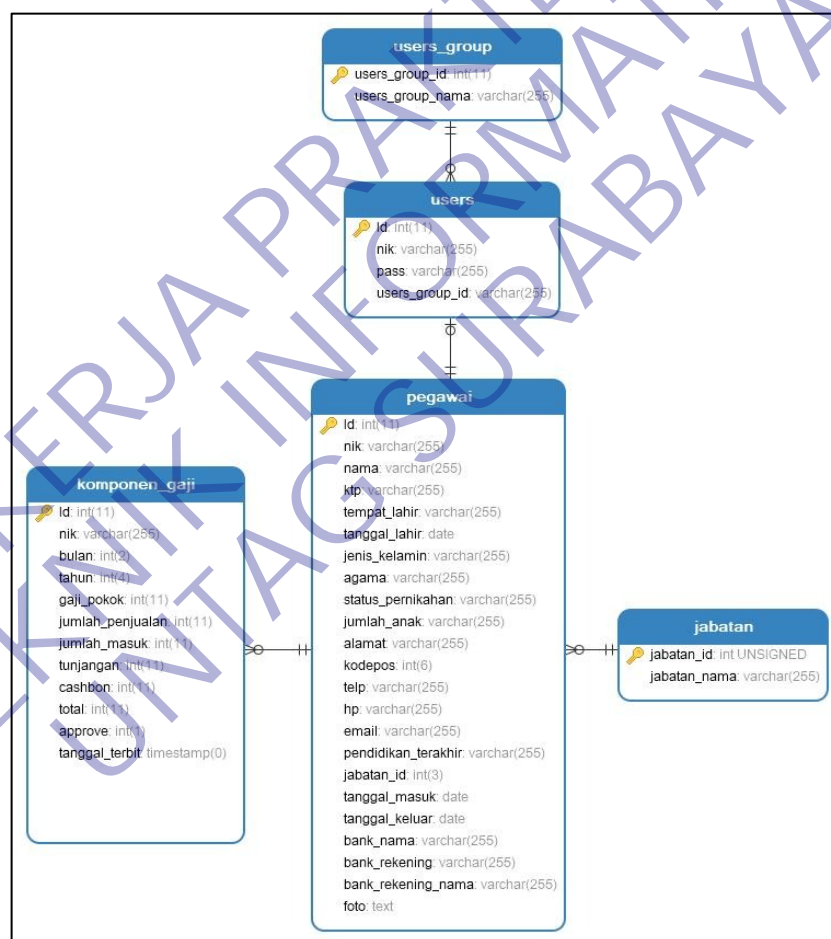 users_group
users_group_id: int(11)
users_group_nama: varchar(255)
users
Id: int(11)
nik: varchar(255)
pass: varchar(255)
users_group_id: varchar(255)
pegawai
Id: int(11)
nik: varchar(255)
nama: varchar(255)
ktp: varchar(255)
tempat_lahir: varchar(255)
tanggal_lahir: date
jenis_kelamin: varchar(255)
agama: varchar(255)
status_pernikahan: varchar(255)
jumlah_anak: varchar(255)
alamat: varchar(255)
kodepos: int(6)
telp: varchar(255)
hp: varchar(255)
email: varchar(255)
pendidikan_terakhir: varchar(255)
jabatan_id: int(3)
tanggal_masuk: date
tanggal_keluar: date
bank_nama: varchar(255)
bank_rekening: varchar(255)
bank_rekening_nama: varchar(255)
foto: text
komponen_gaji
Id: int(11)
nik: varchar(255)
bulan: int(2)
tahun: int(4)
gaji_pokok: int(11)
jumlah_penjualan: int(11)
jumlah_masuk: int(11)
tunjangan: int(11)
cashbon: int(11)
total: int(11)
approve: int(1)
tanggal_terbit: timestamp(0)
jabatan
jabatan_id: int UNSIGNED
jabatan_nama: varchar(255)
KERJA PRAKTE
TEKNIK INFORMATI
UNTAG SURABAYA